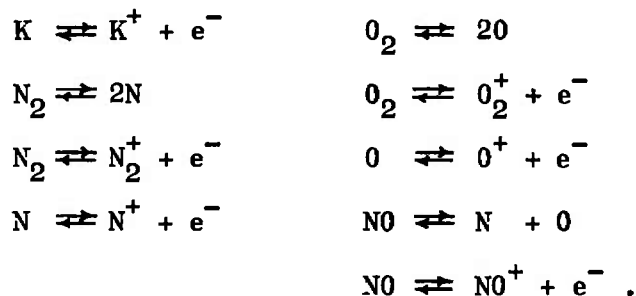 K ⇌ K⁺ + e⁻
O₂ ⇌ 2O
N₂ ⇌ 2N
O₂ ⇌ O₂⁺ + e⁻
N₂ ⇌ N₂⁺ + e⁻
O ⇌ O⁺ + e⁻
N ⇌ N⁺ + e⁻
NO ⇌ N + O
NO ⇌ NO⁺ + e⁻ .